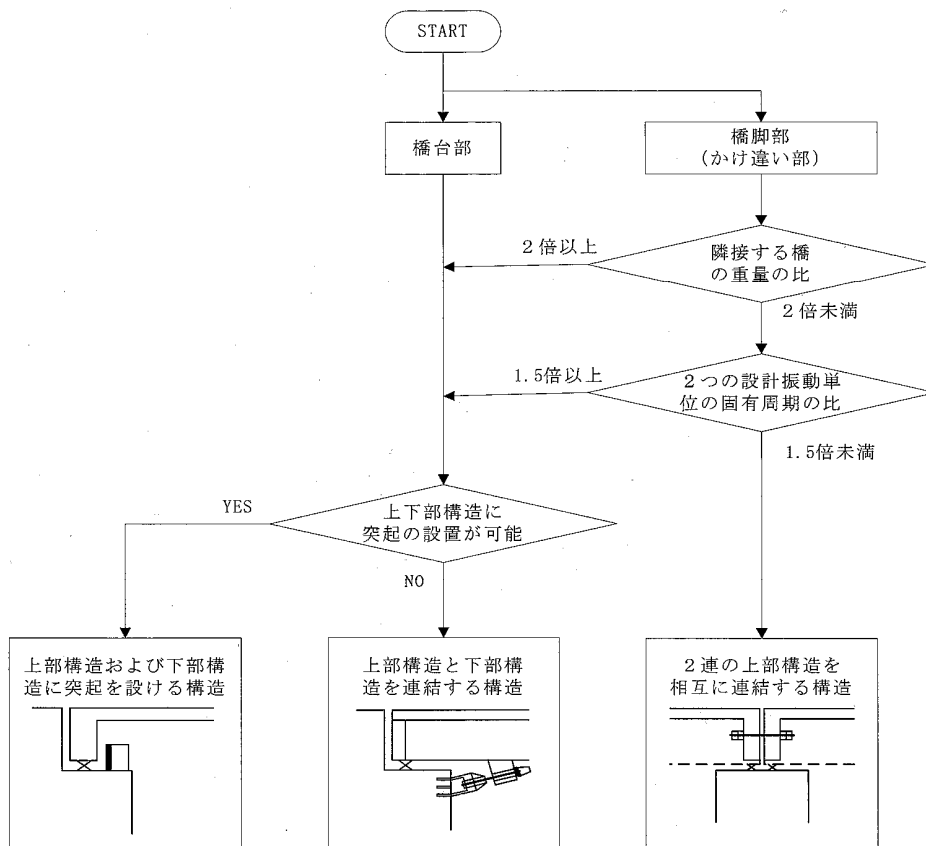 START
橋台部
橋脚部
(かけ違い部)
2倍以上
隣接する橋
の重量の比
2倍未満
1.5倍以上
2つの設計振動単
位の固有周期の比
1.5倍未満
YES
上下部構造に
突起の設置が可能
NO
上部構造および下部構
造に突起を設ける構造
上部構造と下部構
造を連結する構造
2連の上部構造を
相互に連結する構造